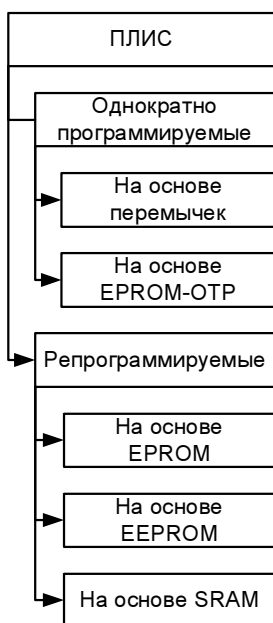 ПЛИС
Однократно
программируемые
На основе
перемычек
На основе
EPROM-OTP
Репрограммируемые
На основе
EPROM
На основе
EEPROM
На основе SRAM